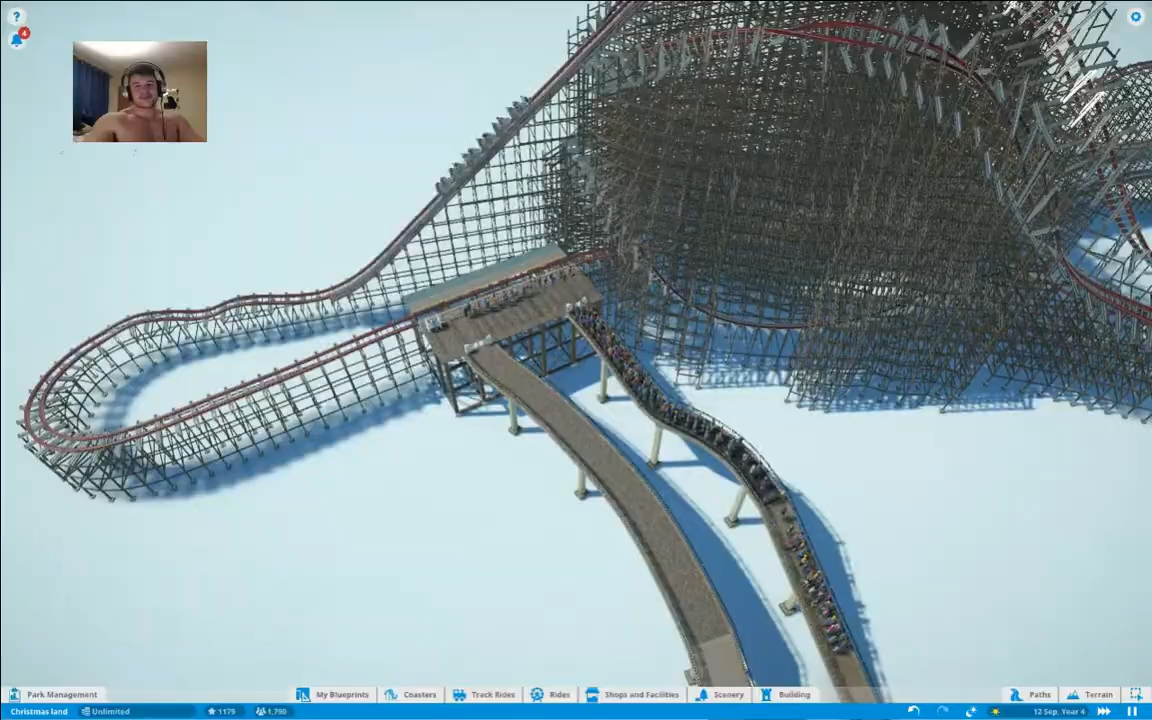 ?
4
Park Management
My Blueprints
Coasters
Track Rides
Rides
Shops and Facilities
Scenery
Building
Paths
Terrain
Christmas land
Unlimited
1179
1,790
12 Sep, Year 4